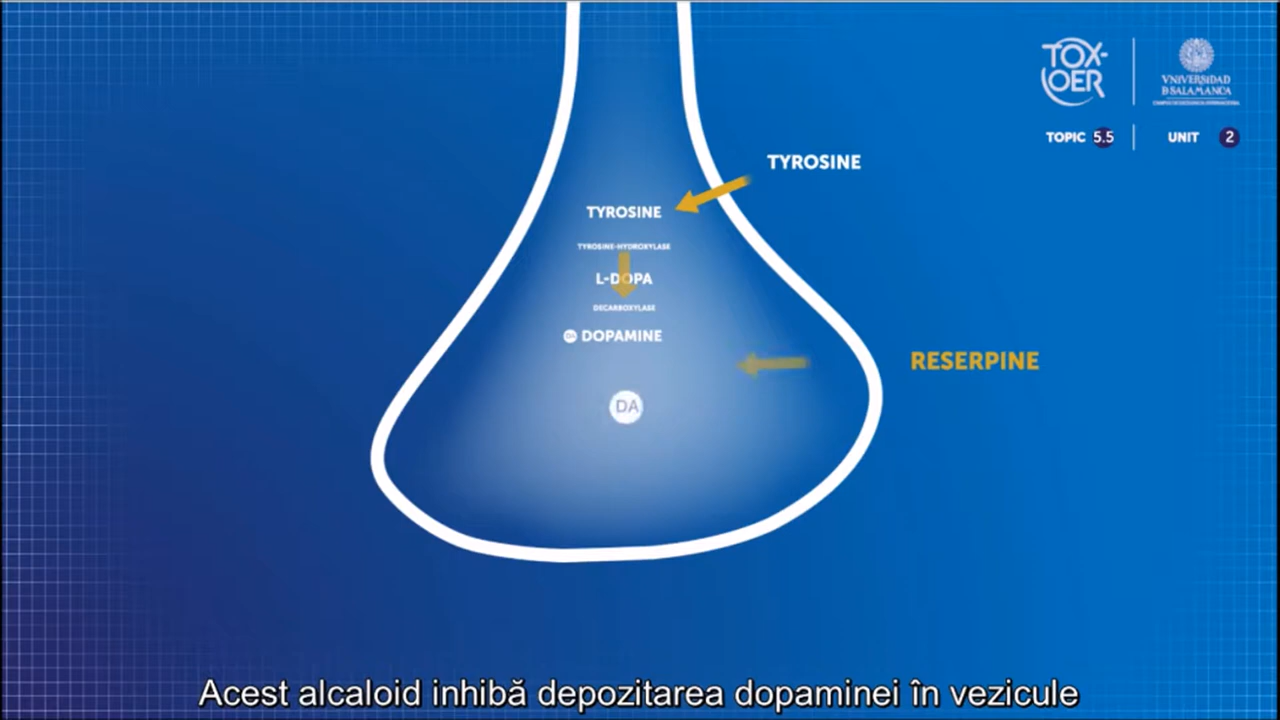 TOX-
OER
VNIVERSIDAD
D SALAMANCA
TOPIC 5.5
UNIT 2
TYROSINE
TYROSINE
TYROSINE-HYDROXYLASE
L-DOPA
DECARBOXYLASE
DA DOPAMINE
RESERPINE
DA
Acest alcaloid inhibă depozitarea dopaminei în vezicule